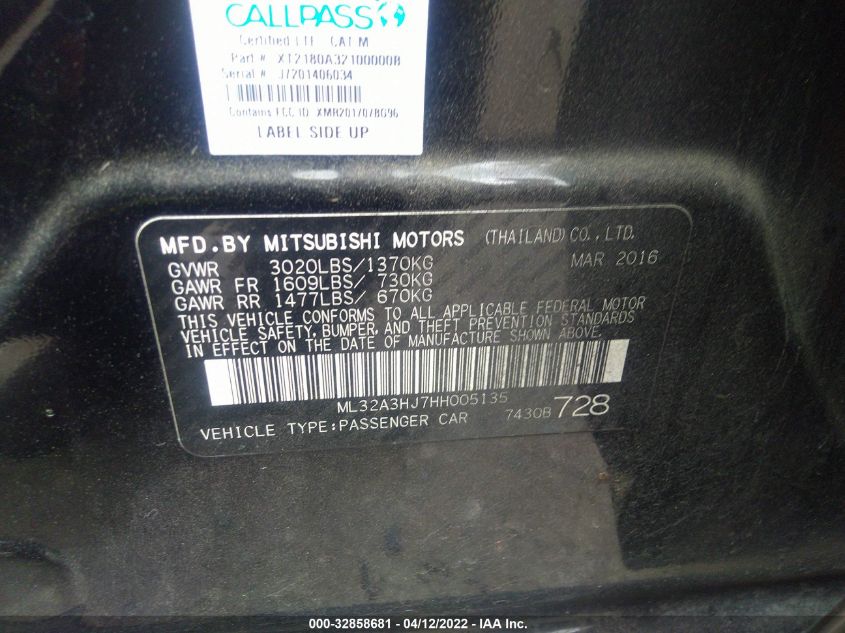 CALLPASS
Certified LTE CAT M
Part # XT2180A32100000B
Serial # J7201406034
Contains FCC ID XMR201707BG96
LABEL SIDE UP
MFD.BY MITSUBISHI MOTORS (THAILAND)CO.,LTD.
GVWR 3020LBS/1370KG MAR 2016
GAWR FR 1609LBS/ 730KG
GAWR RR 1477LBS/ 670KG
THIS VEHICLE CONFORMS TO ALL APPLICABLE FEDERAL MOTOR
VEHICLE SAFETY, BUMPER, AND THEFT PREVENTION STANDARDS
IN EFFECT ON THE DATE OF MANUFACTURE SHOWN ABOVE.
ML32A3HJ7HH005135
VEHICLE TYPE:PASSENGER CAR 7430B 728
000-32858681 - 04/12/2022 - IAA Inc.